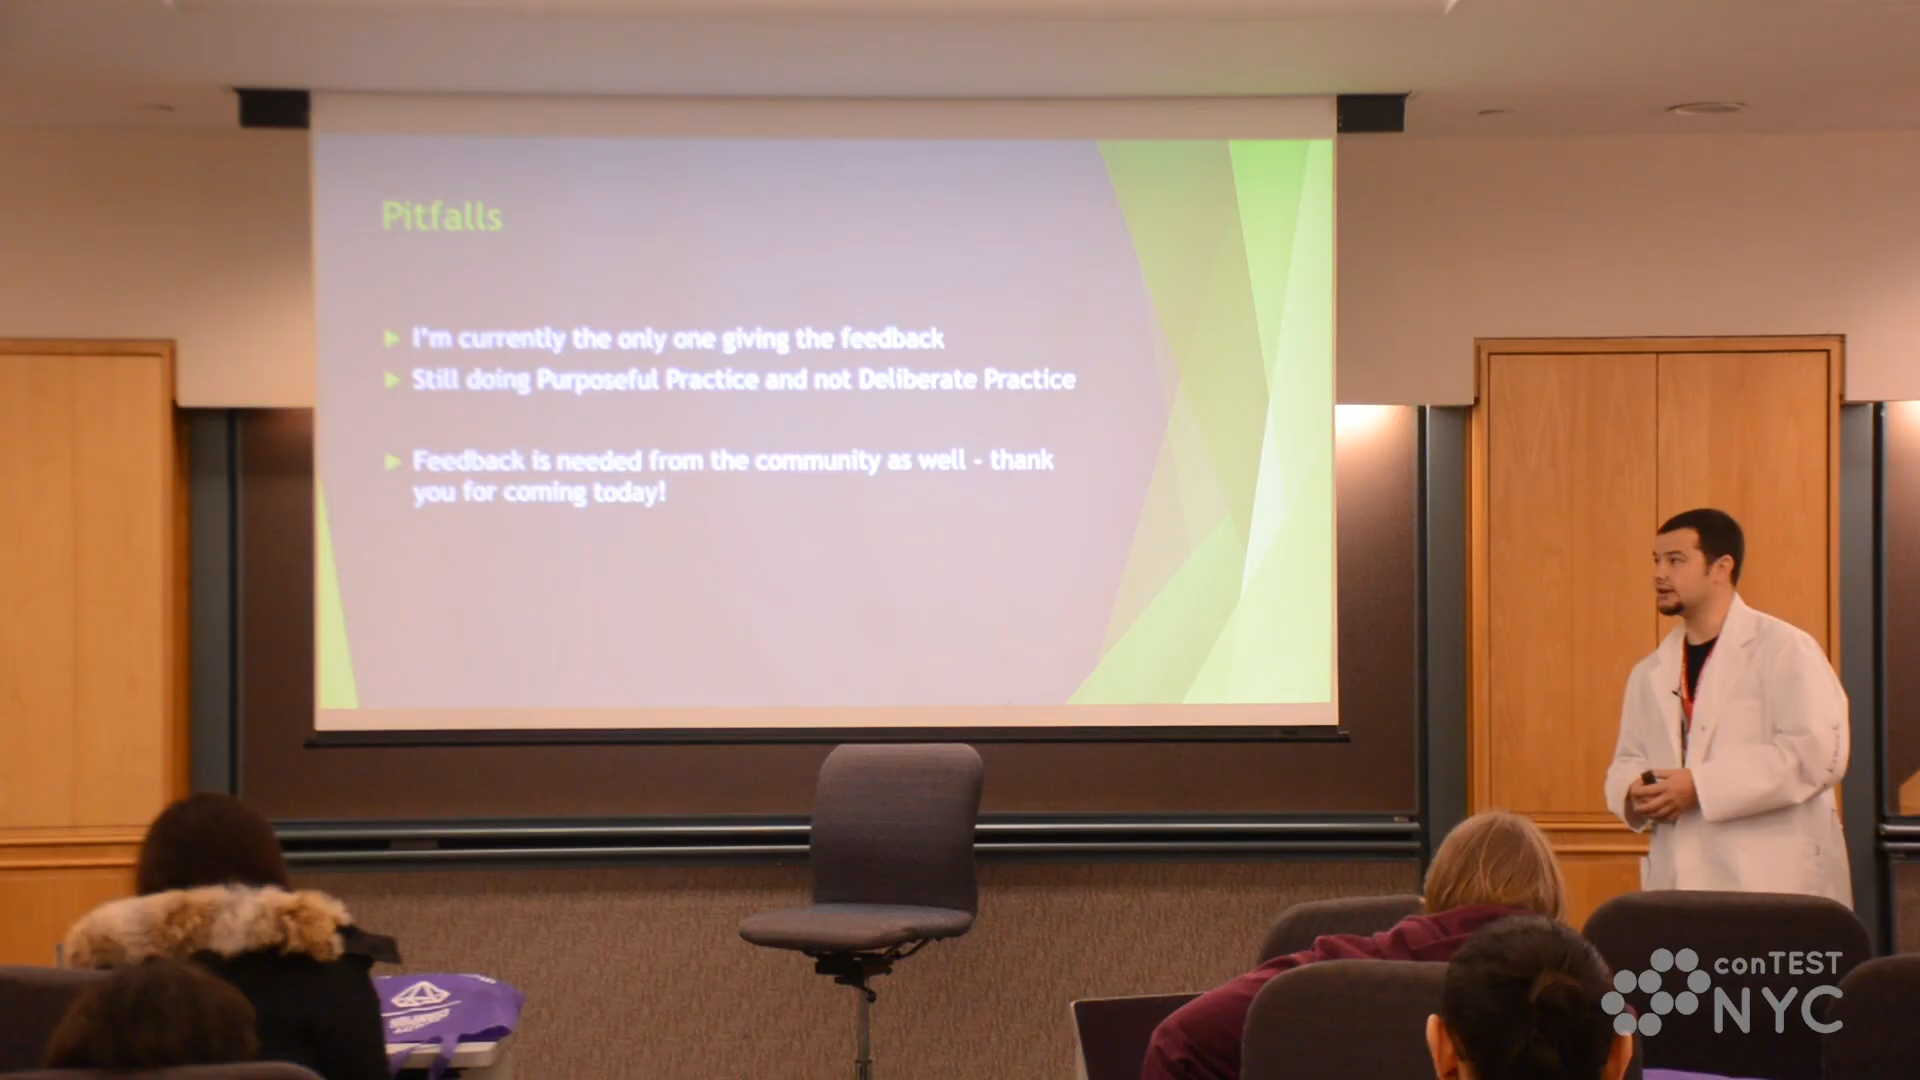 Pitfalls
I'm currently the only one giving the feedback
Still doing Purposeful Practice and not Deliberate Practice
Feedback is needed from the community as well - thank
you for coming today!
conTEST
NYC